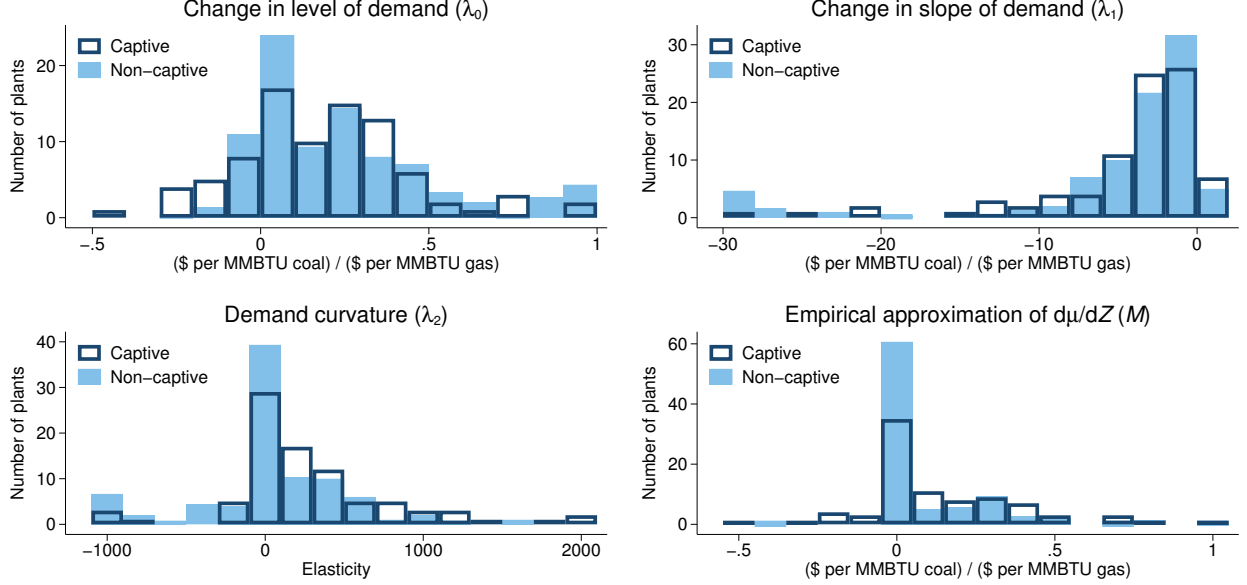 Change in level of demand (λ0)
Number of plants
20
10
0
Captive
Non−captive
−.5
0
.5
1
($ per MMBTU coal) / ($ per MMBTU gas)
Change in slope of demand (λ1)
Number of plants
30
20
10
0
Captive
Non−captive
−30
−20
−10
0
($ per MMBTU coal) / ($ per MMBTU gas)
Demand curvature (λ2)
Number of plants
40
30
20
10
0
Captive
Non−captive
−1000
0
1000
2000
Elasticity
Empirical approximation of dμ/dZ (M)
Number of plants
60
40
20
0
Captive
Non−captive
−.5
0
.5
1
($ per MMBTU coal) / ($ per MMBTU gas)